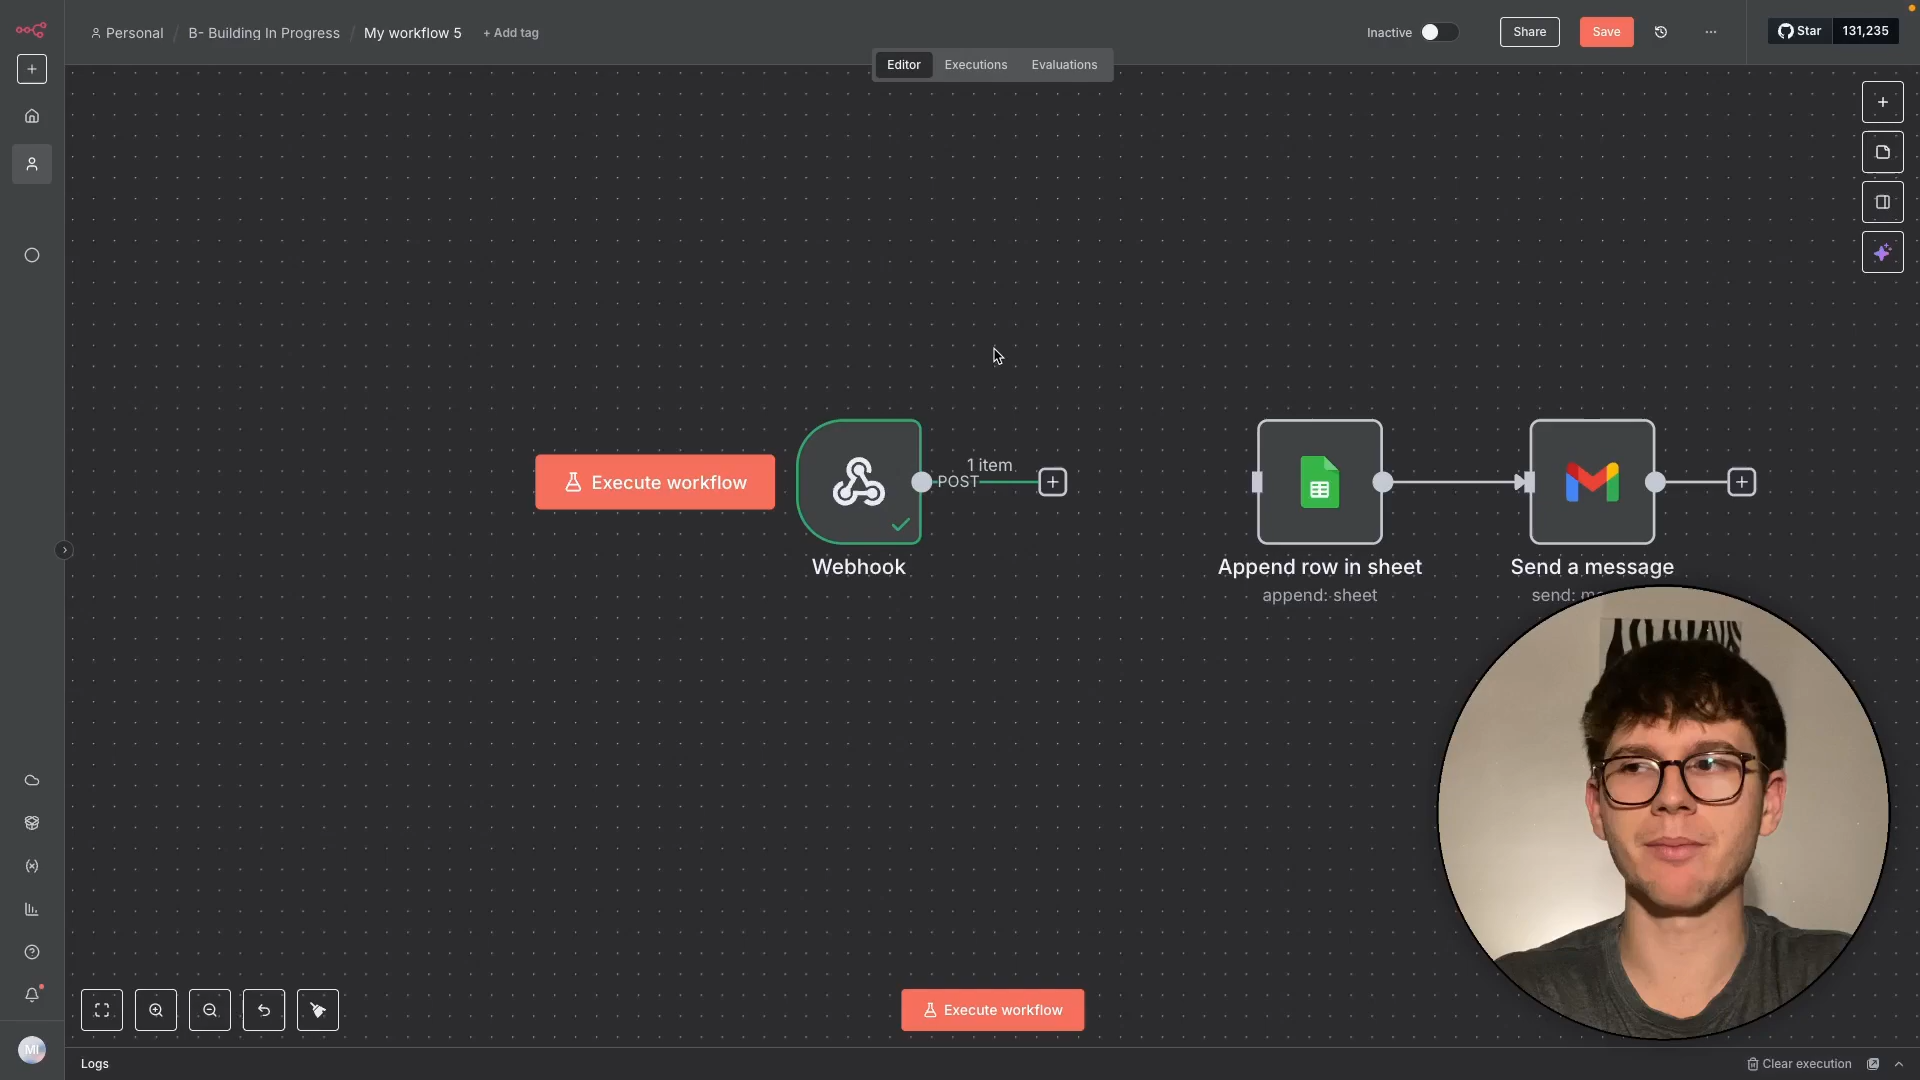 Personal / B- Building In Progress / My workflow 5 + Add tag
Inactive
Share
Save
Star 131,235
Editor Executions Evaluations
Execute workflow
1 item
POST
Webhook
Append row in sheet
append: sheet
Send a message
send:
Execute workflow
MI
Logs
Clear execution